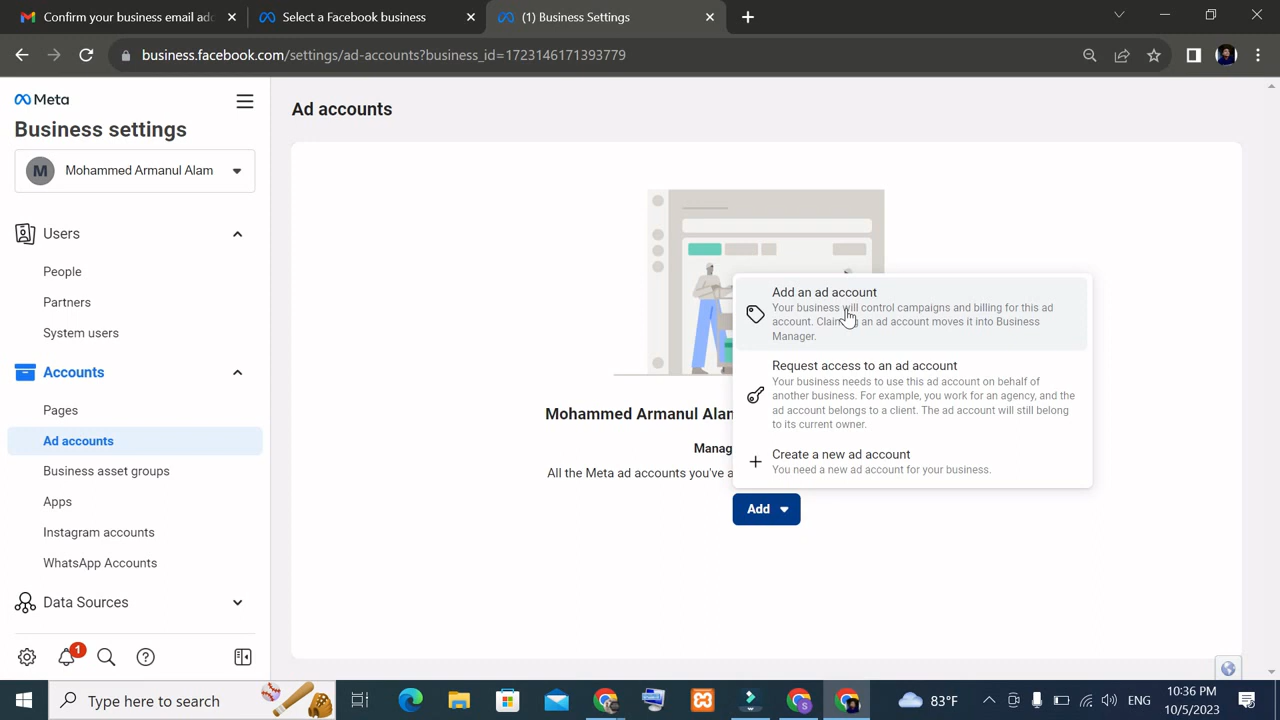 Confirm your business email ad
Select a Facebook business
(1) Business Settings
business.facebook.com/settings/ad-accounts?business_id=1723146171393779
Meta
Business settings
M
Mohammed Armanul Alam
Users
People
Partners
System users
Accounts
Pages
Ad accounts
Business asset groups
Apps
Instagram accounts
WhatsApp Accounts
Data Sources
1
Ad accounts
Add an ad account
Your business will control campaigns and billing for this ad
account. an ad account moves it into Business
Manager.
Request access to an ad account
Your business needs to use this ad account on behalf of
another business. For example, you work for an agency, and the
ad account belongs to a client. The ad account will still belong
to its current owner.
Create a new ad account
You need a new ad account for your business.
Mohammed Armanul Alam
Manag
All the Meta ad accounts you've a
Add
Type here to search
83°F
ENG
10:36 PM
10/5/2023